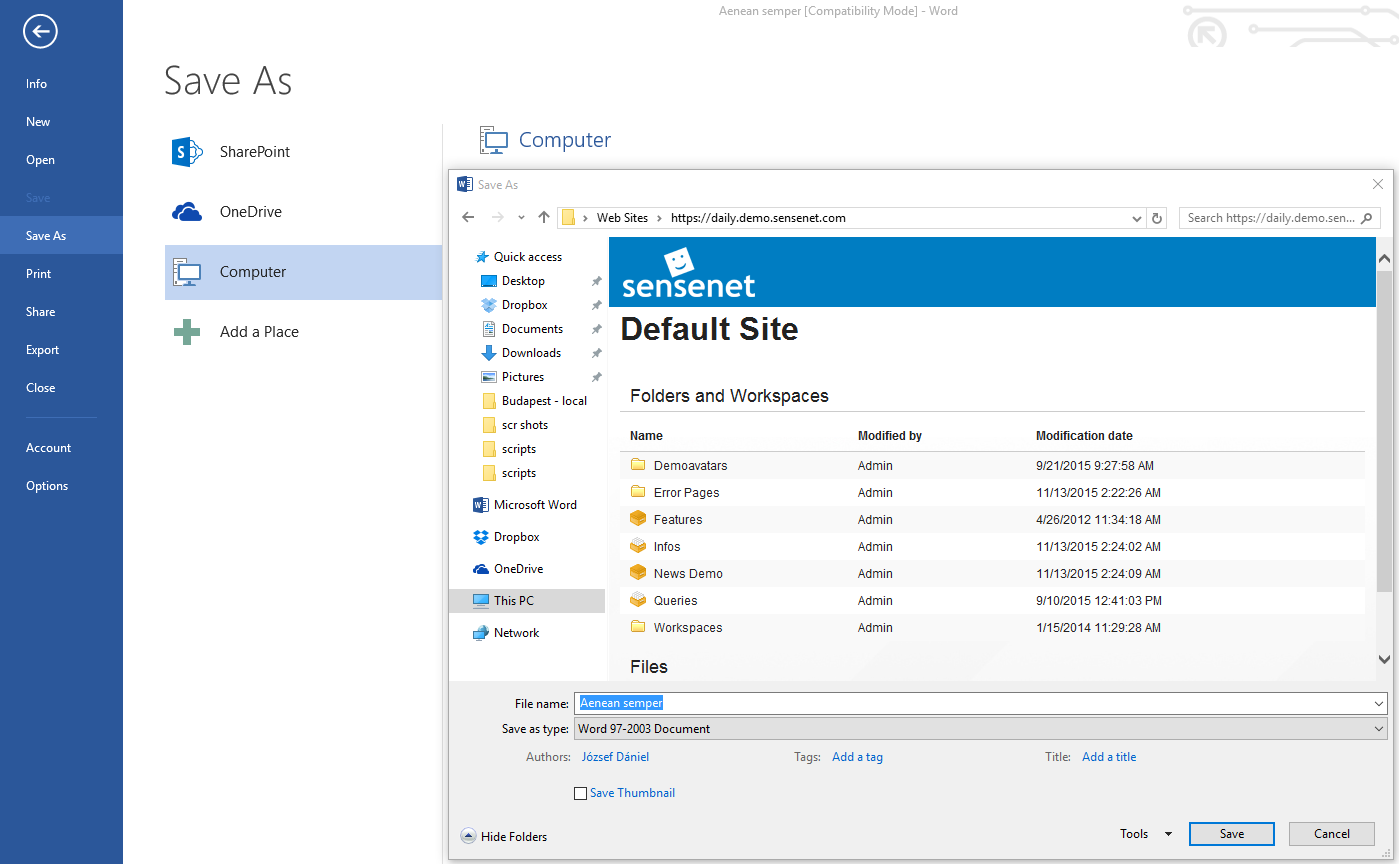 Aenean semper [Compatibility Mode] - Word
Info
New
Open
Save
Save As
Print
Share
Export
Close
Account
Options
Save As
SharePoint
OneDrive
Computer
Add a Place
Computer
Save As
Web Sites > https://daily.demo.sensenet.com
Search https://daily.demo.sen...
Quick access
Desktop
Dropbox
Documents
Downloads
Pictures
Budapest - local
scr shots
scripts
scripts
Microsoft Word
Dropbox
OneDrive
This PC
Network
sensenet
Default Site
Folders and Workspaces
Name Modified by Modification date
Demoavatars Admin 9/21/2015 9:27:58 AM
Error Pages Admin 11/13/2015 2:22:26 AM
Features Admin 4/26/2012 11:34:18 AM
Infos Admin 11/13/2015 2:24:02 AM
News Demo Admin 11/13/2015 2:24:09 AM
Queries Admin 9/10/2015 12:41:03 PM
Workspaces Admin 1/15/2014 11:29:28 AM
Files
File name: Aenean semper
Save as type: Word 97-2003 Document
Authors: József Dániel Tags: Add a tag Title: Add a title
Save Thumbnail
Hide Folders
Tools Save Cancel